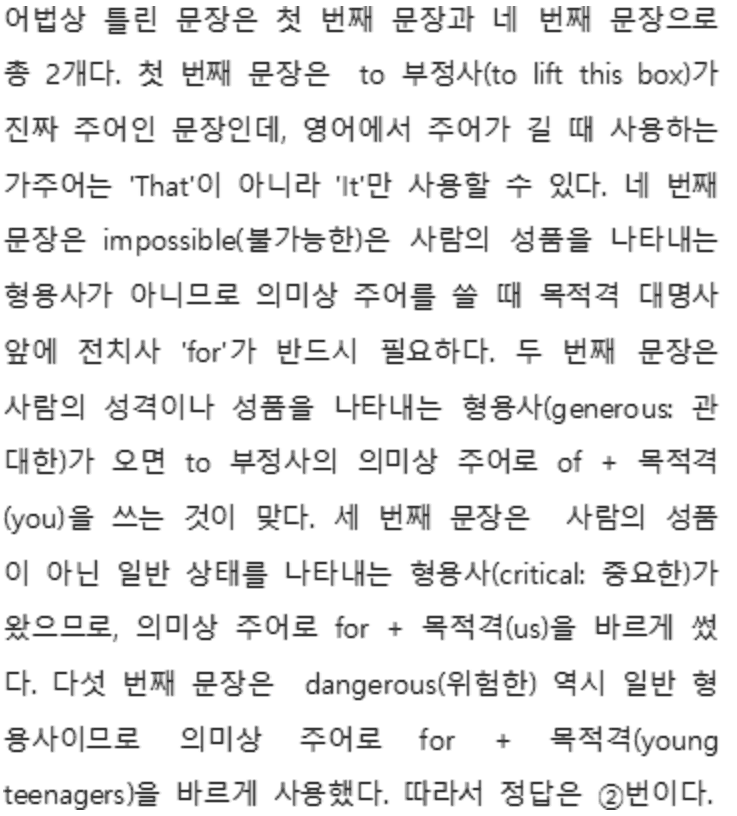 어법상 틀린 문장은 첫 번째 문장과 네 번째 문장으로
총 2개다. 첫 번째 문장은 to 부정사(to lift this box)가
진짜 주어인 문장인데, 영어에서 주어가 길 때 사용하는
가주어는 'That'이 아니라 'It'만 사용할 수 있다. 네 번째
문장은 impossible(불가능한)은 사람의 성품을 나타내는
형용사가 아니므로 의미상 주어를 쓸 때 목적격 대명사
앞에 전치사 'for'가 반드시 필요하다. 두 번째 문장은
사람의 성격이나 성품을 나타내는 형용사(generous: 관
대한)가 오면 to 부정사의 의미상 주어로 of + 목적격
(you)을 쓰는 것이 맞다. 세 번째 문장은 사람의 성품
이 아닌 일반 상태를 나타내는 형용사(critical: 중요한)가
왔으므로, 의미상 주어로 for + 목적격(us)을 바르게 썼
다. 다섯 번째 문장은 dangerous(위험한) 역시 일반 형
용사이므로 의미상 주어로 for + 목적격(young
teenagers)을 바르게 사용했다. 따라서 정답은 ②번이다.